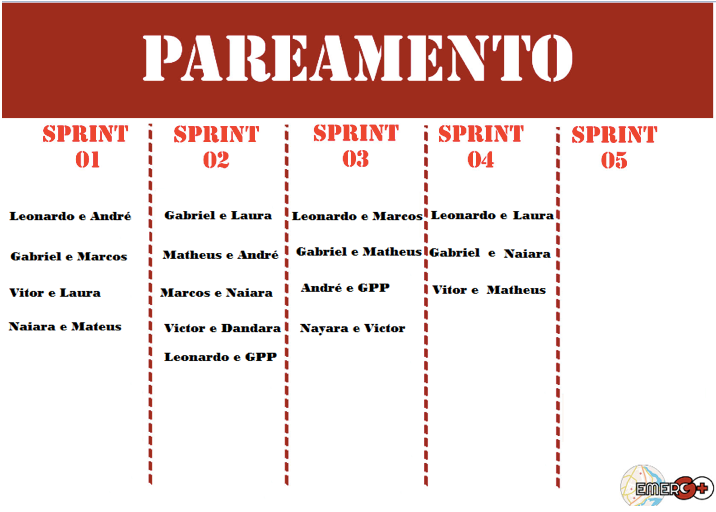 PAREAMENTO
SPRINT
01
Leonardo e André
Gabriel e Marcos
Vitor e Laura
Naiara e Mateus
SPRINT
02
Gabriel e Laura
Matheus e André
Marcos e Naiara
Victor e Dandara
Leonardo e GPP
SPRINT
03
Leonardo e Marcos
Gabriel e Matheus
André e GPP
Nayara e Victor
SPRINT
04
Leonardo e Laura
Gabriel e Naiara
Vitor e Matheus
SPRINT
05
EMERGO+